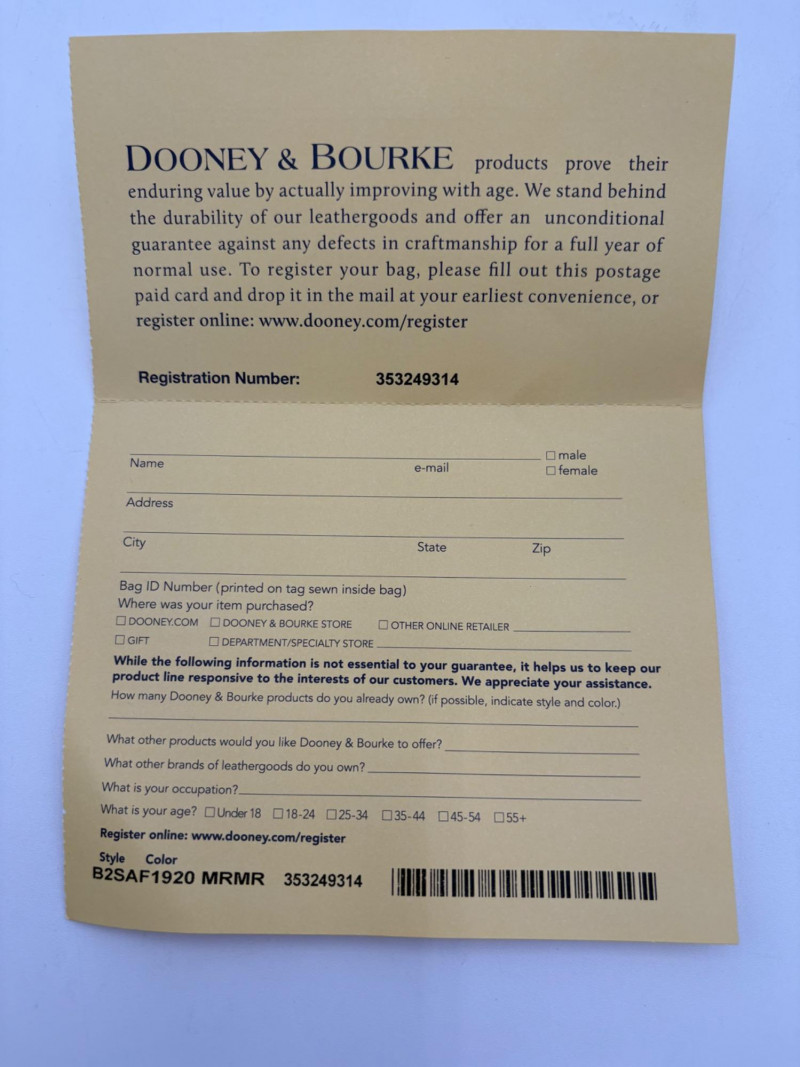 DOONEY & BOURKE products prove their
enduring value by actually improving with age. We stand behind
the durability of our leathergoods and offer an unconditional
guarantee against any defects in craftmanship for a full year of
normal use. To register your bag, please fill out this postage
paid card and drop it in the mail at your earliest convenience, or
register online: www.dooney.com/register
Registration Number: 353249314
☐ male
Name e-mail ☐ female
Address
City State Zip
Bag ID Number (printed on tag sewn inside bag)
Where was your item purchased?
☐ DOONEY.COM ☐ DOONEY & BOURKE STORE ☐ OTHER ONLINE RETAILER
☐ GIFT ☐ DEPARTMENT/SPECIALTY STORE
While the following information is not essential to your guarantee, it helps us to keep our
product line responsive to the interests of our customers. We appreciate your assistance.
How many Dooney & Bourke products do you already own? (if possible, indicate style and color.)
What other products would you like Dooney & Bourke to offer?
What other brands of leathergoods do you own?
What is your occupation?
What is your age? ☐ Under 18 ☐ 18-24 ☐ 25-34 ☐ 35-44 ☐ 45-54 ☐ 55+
Register online: www.dooney.com/register
Style Color
B2SAF1920 MRMR 353249314